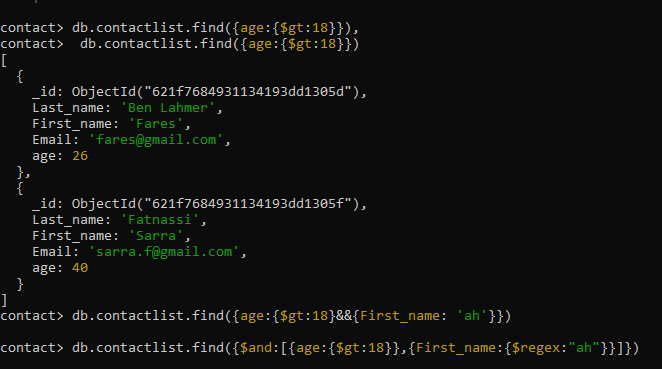 contact> db.contactlist.find({age:{$gt:18}}),
contact>  db.contactlist.find({age:{$gt:18}})
[
  {
    _id: ObjectId("621f7684931134193dd1305d"),
    Last_name: 'Ben Lahmer',
    First_name: 'Fares',
    Email: 'fares@gmail.com',
    age: 26
  },
  {
    _id: ObjectId("621f7684931134193dd1305f"),
    Last_name: 'Fatnassi',
    First_name: 'Sarra',
    Email: 'sarra.f@gmail.com',
    age: 40
  }
]
contact> db.contactlist.find({age:{$gt:18}&&{First_name: 'ah'}})
contact> db.contactlist.find({$and:[{age:{$gt:18}},{First_name:{$regex:"ah"}}]})